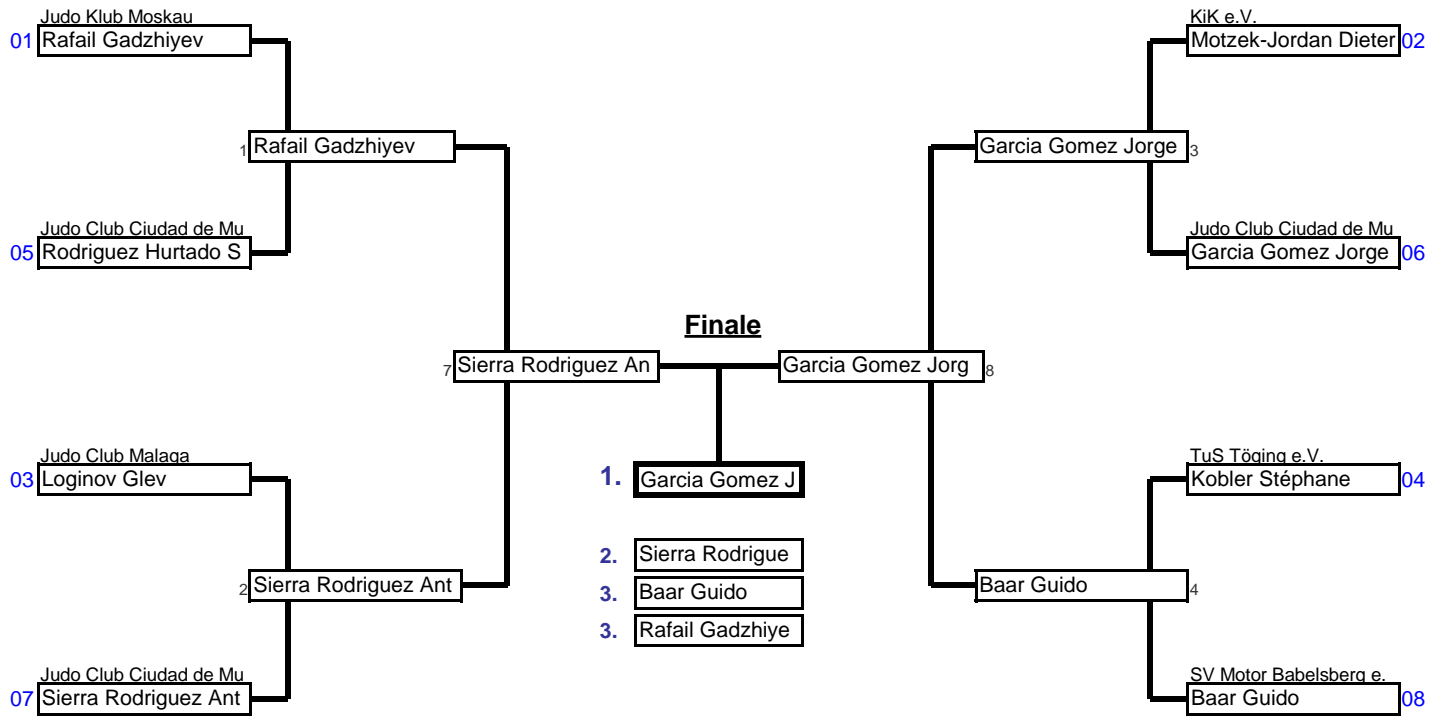 Judo Klub Moskau
01 Rafail Gadzhiyev
KiK e.V.
Motzek-Jordan Dieter 02
1 Rafail Gadzhiyev
Garcia Gomez Jorge 3
Judo Club Ciudad de Mu
05 Rodriguez Hurtado S
Judo Club Ciudad de Mu
Garcia Gomez Jorge 06
Finale
7 Sierra Rodriguez An
Garcia Gomez Jorg 8
Judo Club Malaga
03 Loginov Glev
1. Garcia Gomez J
TuS Töging e.V.
Kobler Stéphane 04
2. Sierra Rodrigue
2 Sierra Rodriguez Ant
3. Baar Guido
Baar Guido 4
3. Rafail Gadzhiye
Judo Club Ciudad de Mu
07 Sierra Rodriguez Ant
SV Motor Babelsberg e.
Baar Guido 08